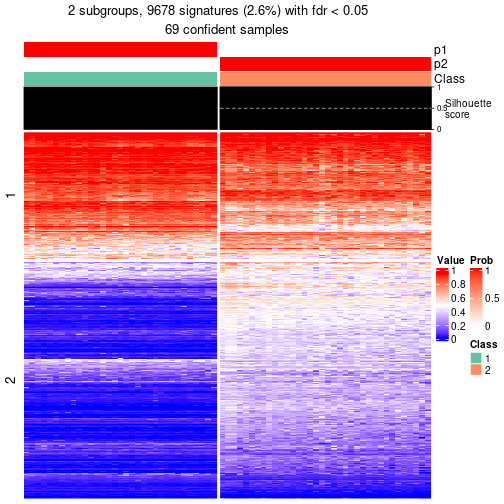 2 subgroups, 9678 signatures (2.6%) with fdr < 0.05
69 confident samples
p1
p2
Class
1
0.5
0
Silhouette
score
1
2
Value
1
0.8
0.6
0.4
0.2
0
Prob
1
0.5
0
Class
1
2